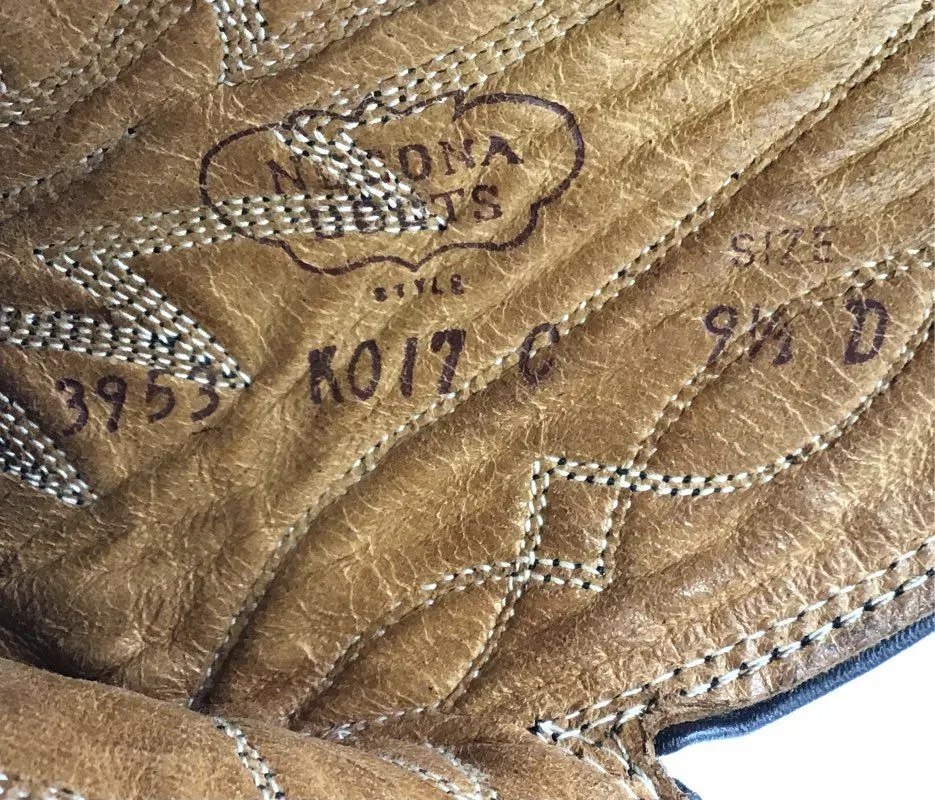 NOCONA
BOOTS
STYLE
SIZE
3953 K017 C 9½ D